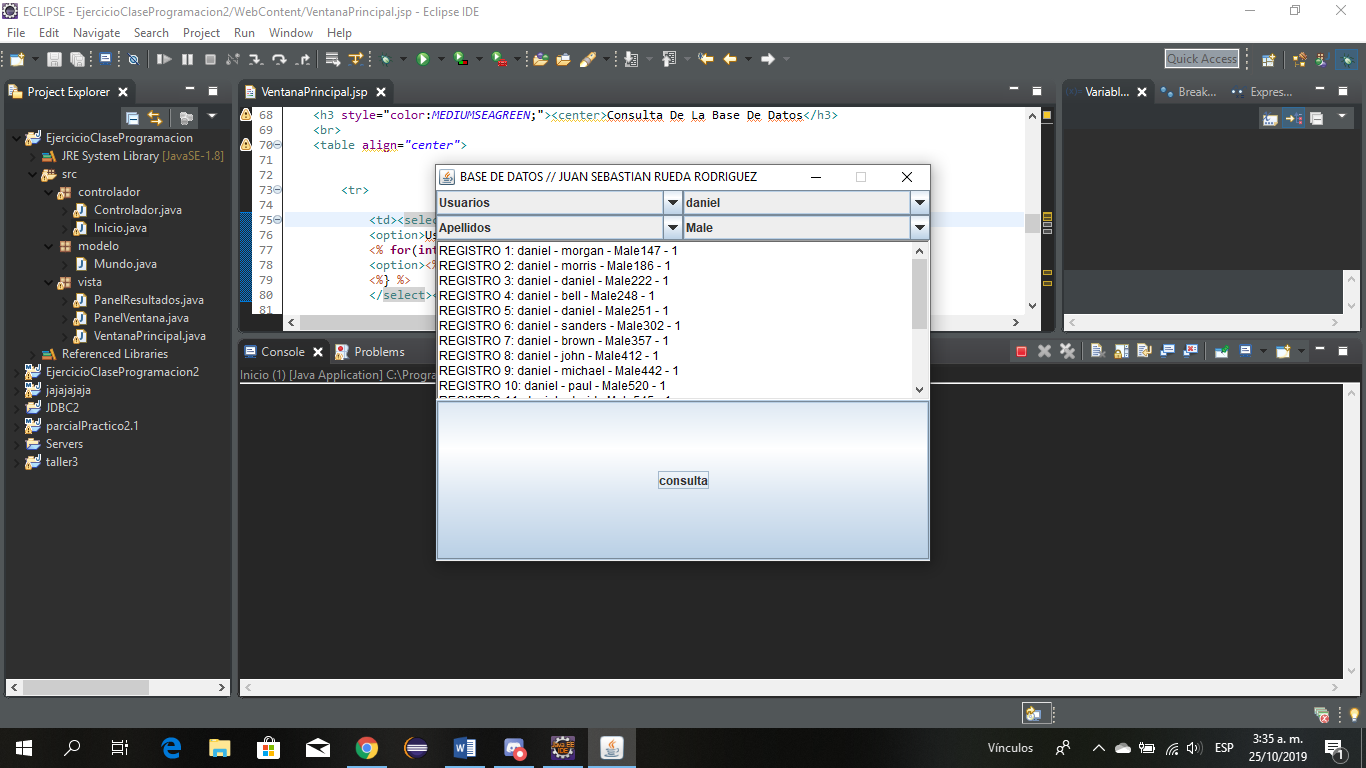 ECLIPSE - EjercicioClaseProgramacion2/WebContent/VentanaPrincipal.jsp - Eclipse IDE
File Edit Navigate Search Project Run Window Help
Quick Access
Project Explorer
EjercicioClaseProgramacion
JRE System Library [JavaSE-1.8]
src
controlador
Controlador.java
Inicio.java
modelo
Mundo.java
vista
PanelResultados.java
PanelVentana.java
VentanaPrincipal.java
Referenced Libraries
EjercicioClaseProgramacion2
jajajajaja
JDBC2
parcialPractico2.1
Servers
taller3
VentanaPrincipal.jsp
68 <h3 style="color:MEDIUMSEAGREEN;"><center>Consulta De La Base De Datos</h3>
69 <br>
70 <table align="center">
71
72
73 <tr>
74
75 <td><selec
76 <option>Us
77 <% for(int
78 <option><%
79 <%} %>
80 </select><
81
BASE DE DATOS // JUAN SEBASTIAN RUEDA RODRIGUEZ
Usuarios daniel
Apellidos Male
REGISTRO 1: daniel - morgan - Male147 - 1
REGISTRO 2: daniel - morris - Male186 - 1
REGISTRO 3: daniel - daniel - Male222 - 1
REGISTRO 4: daniel - bell - Male248 - 1
REGISTRO 5: daniel - daniel - Male251 - 1
REGISTRO 6: daniel - sanders - Male302 - 1
REGISTRO 7: daniel - brown - Male357 - 1
REGISTRO 8: daniel - john - Male412 - 1
REGISTRO 9: daniel - michael - Male442 - 1
REGISTRO 10: daniel - paul - Male520 - 1
consulta
Variabl... Break... Expres...
Console Problems
Inicio (1) [Java Application] C:\Progra
Vínculos
ESP
3:35 a. m.
25/10/2019
1